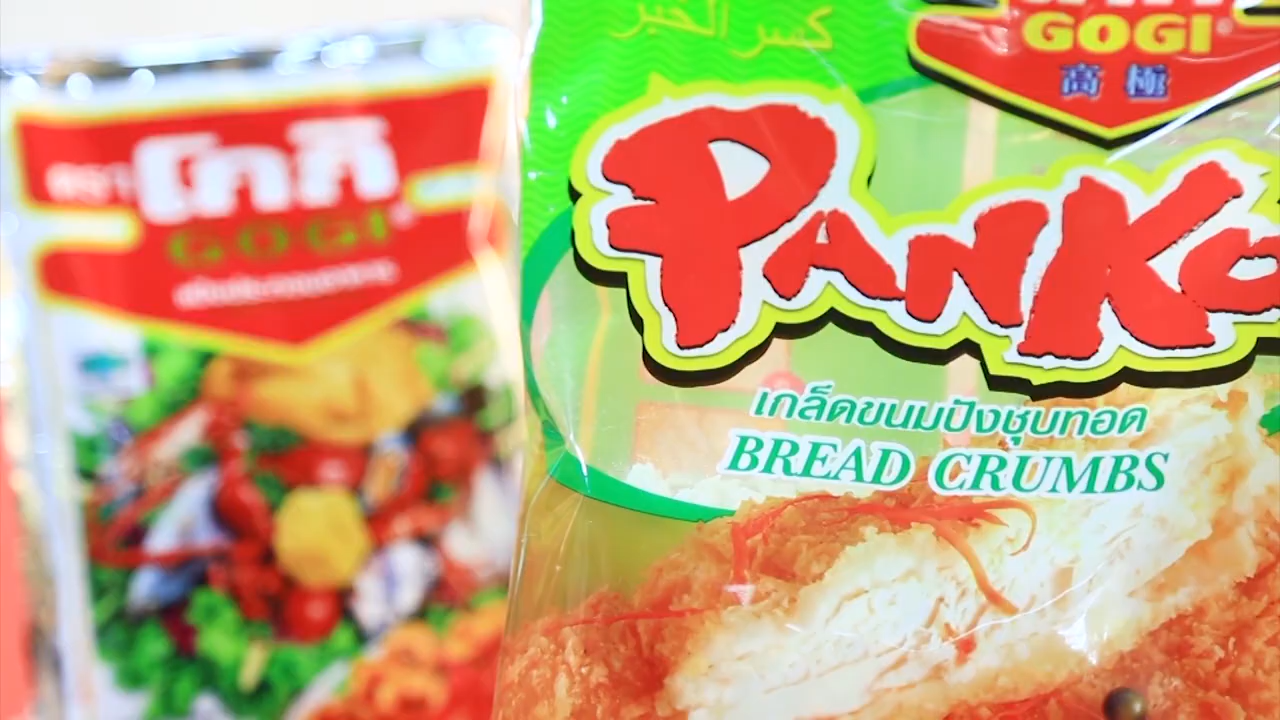 ตรา โกกิ
GOGI
كسر الخبز
GOGI
高極
PANKO
เกล็ดขนมปังชุบทอด
BREAD CRUMBS